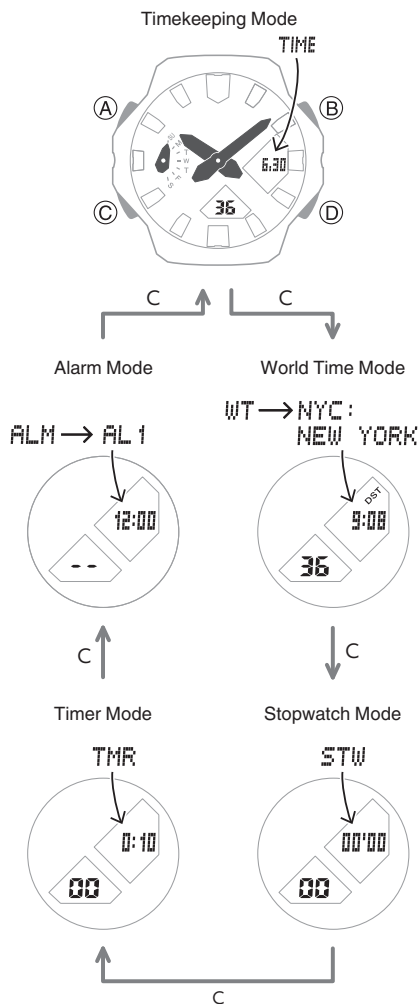 Timekeeping Mode
TIME
A
B
SU
M
T
W
T
F
S
6.30
36
C
D
C
C
Alarm Mode
World Time Mode
ALM → AL1
WT → NYC:
NEW YORK
12:00
--
DST
9:08
36
C
C
Timer Mode
Stopwatch Mode
TMR
STW
0:10
00
00'00
00
C